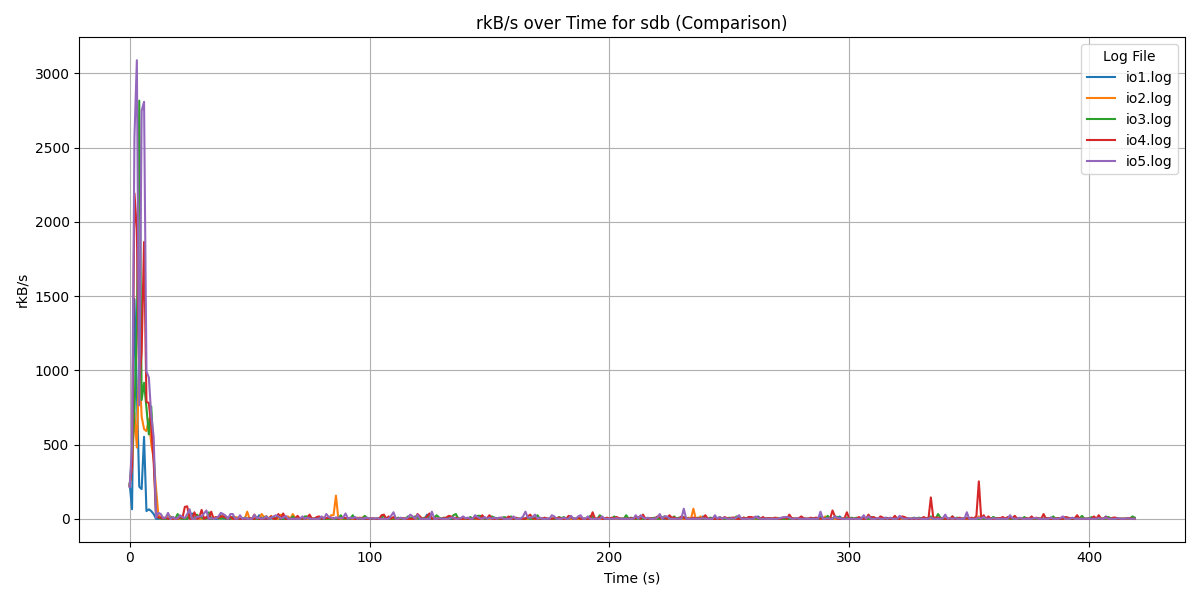 rkB/s over Time for sdb (Comparison)
Log File
io1.log
io2.log
io3.log
io4.log
io5.log
rkB/s
3000
2500
2000
1500
1000
500
0
0 100 200 300 400
Time (s)